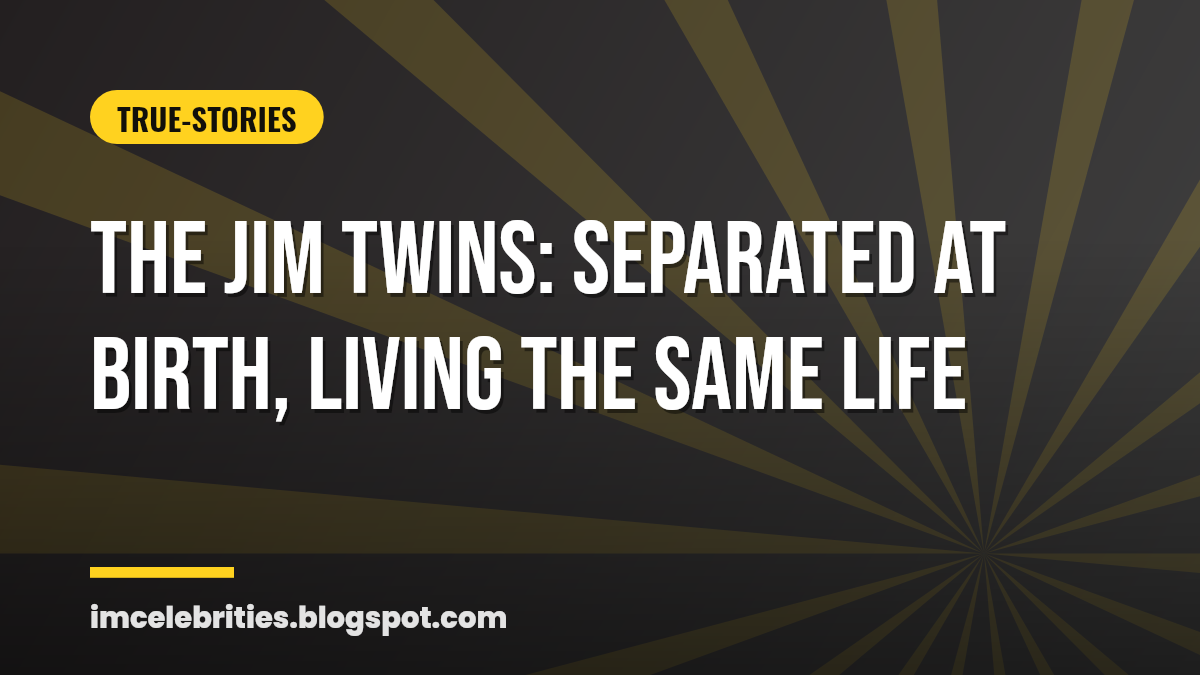 TRUE-STORIES
THE JIM TWINS: SEPARATED AT
BIRTH, LIVING THE SAME LIFE
imcelebrities.blogspot.com